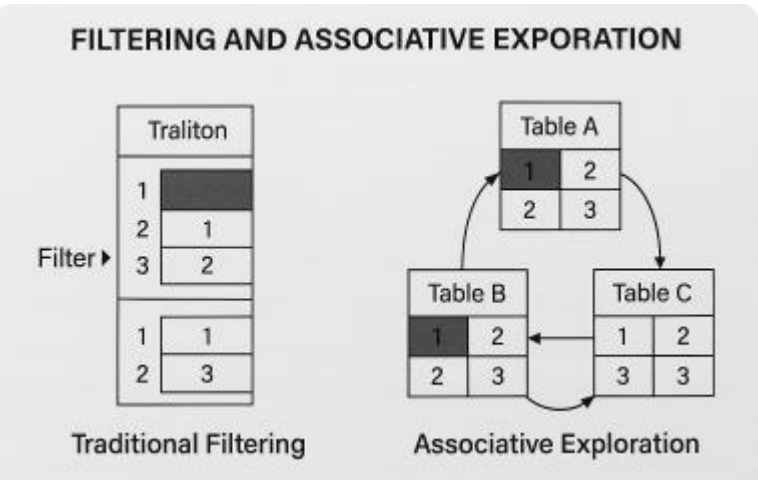 FILTERING AND ASSOCIATIVE EXPORATION
Traliton
1
2 1
Filter
3 2
1 1
2 3
Traditional Filtering
Table A
1 2
2 3
Table B
1 2
2 3
Table C
1 2
3 3
Associative Exploration